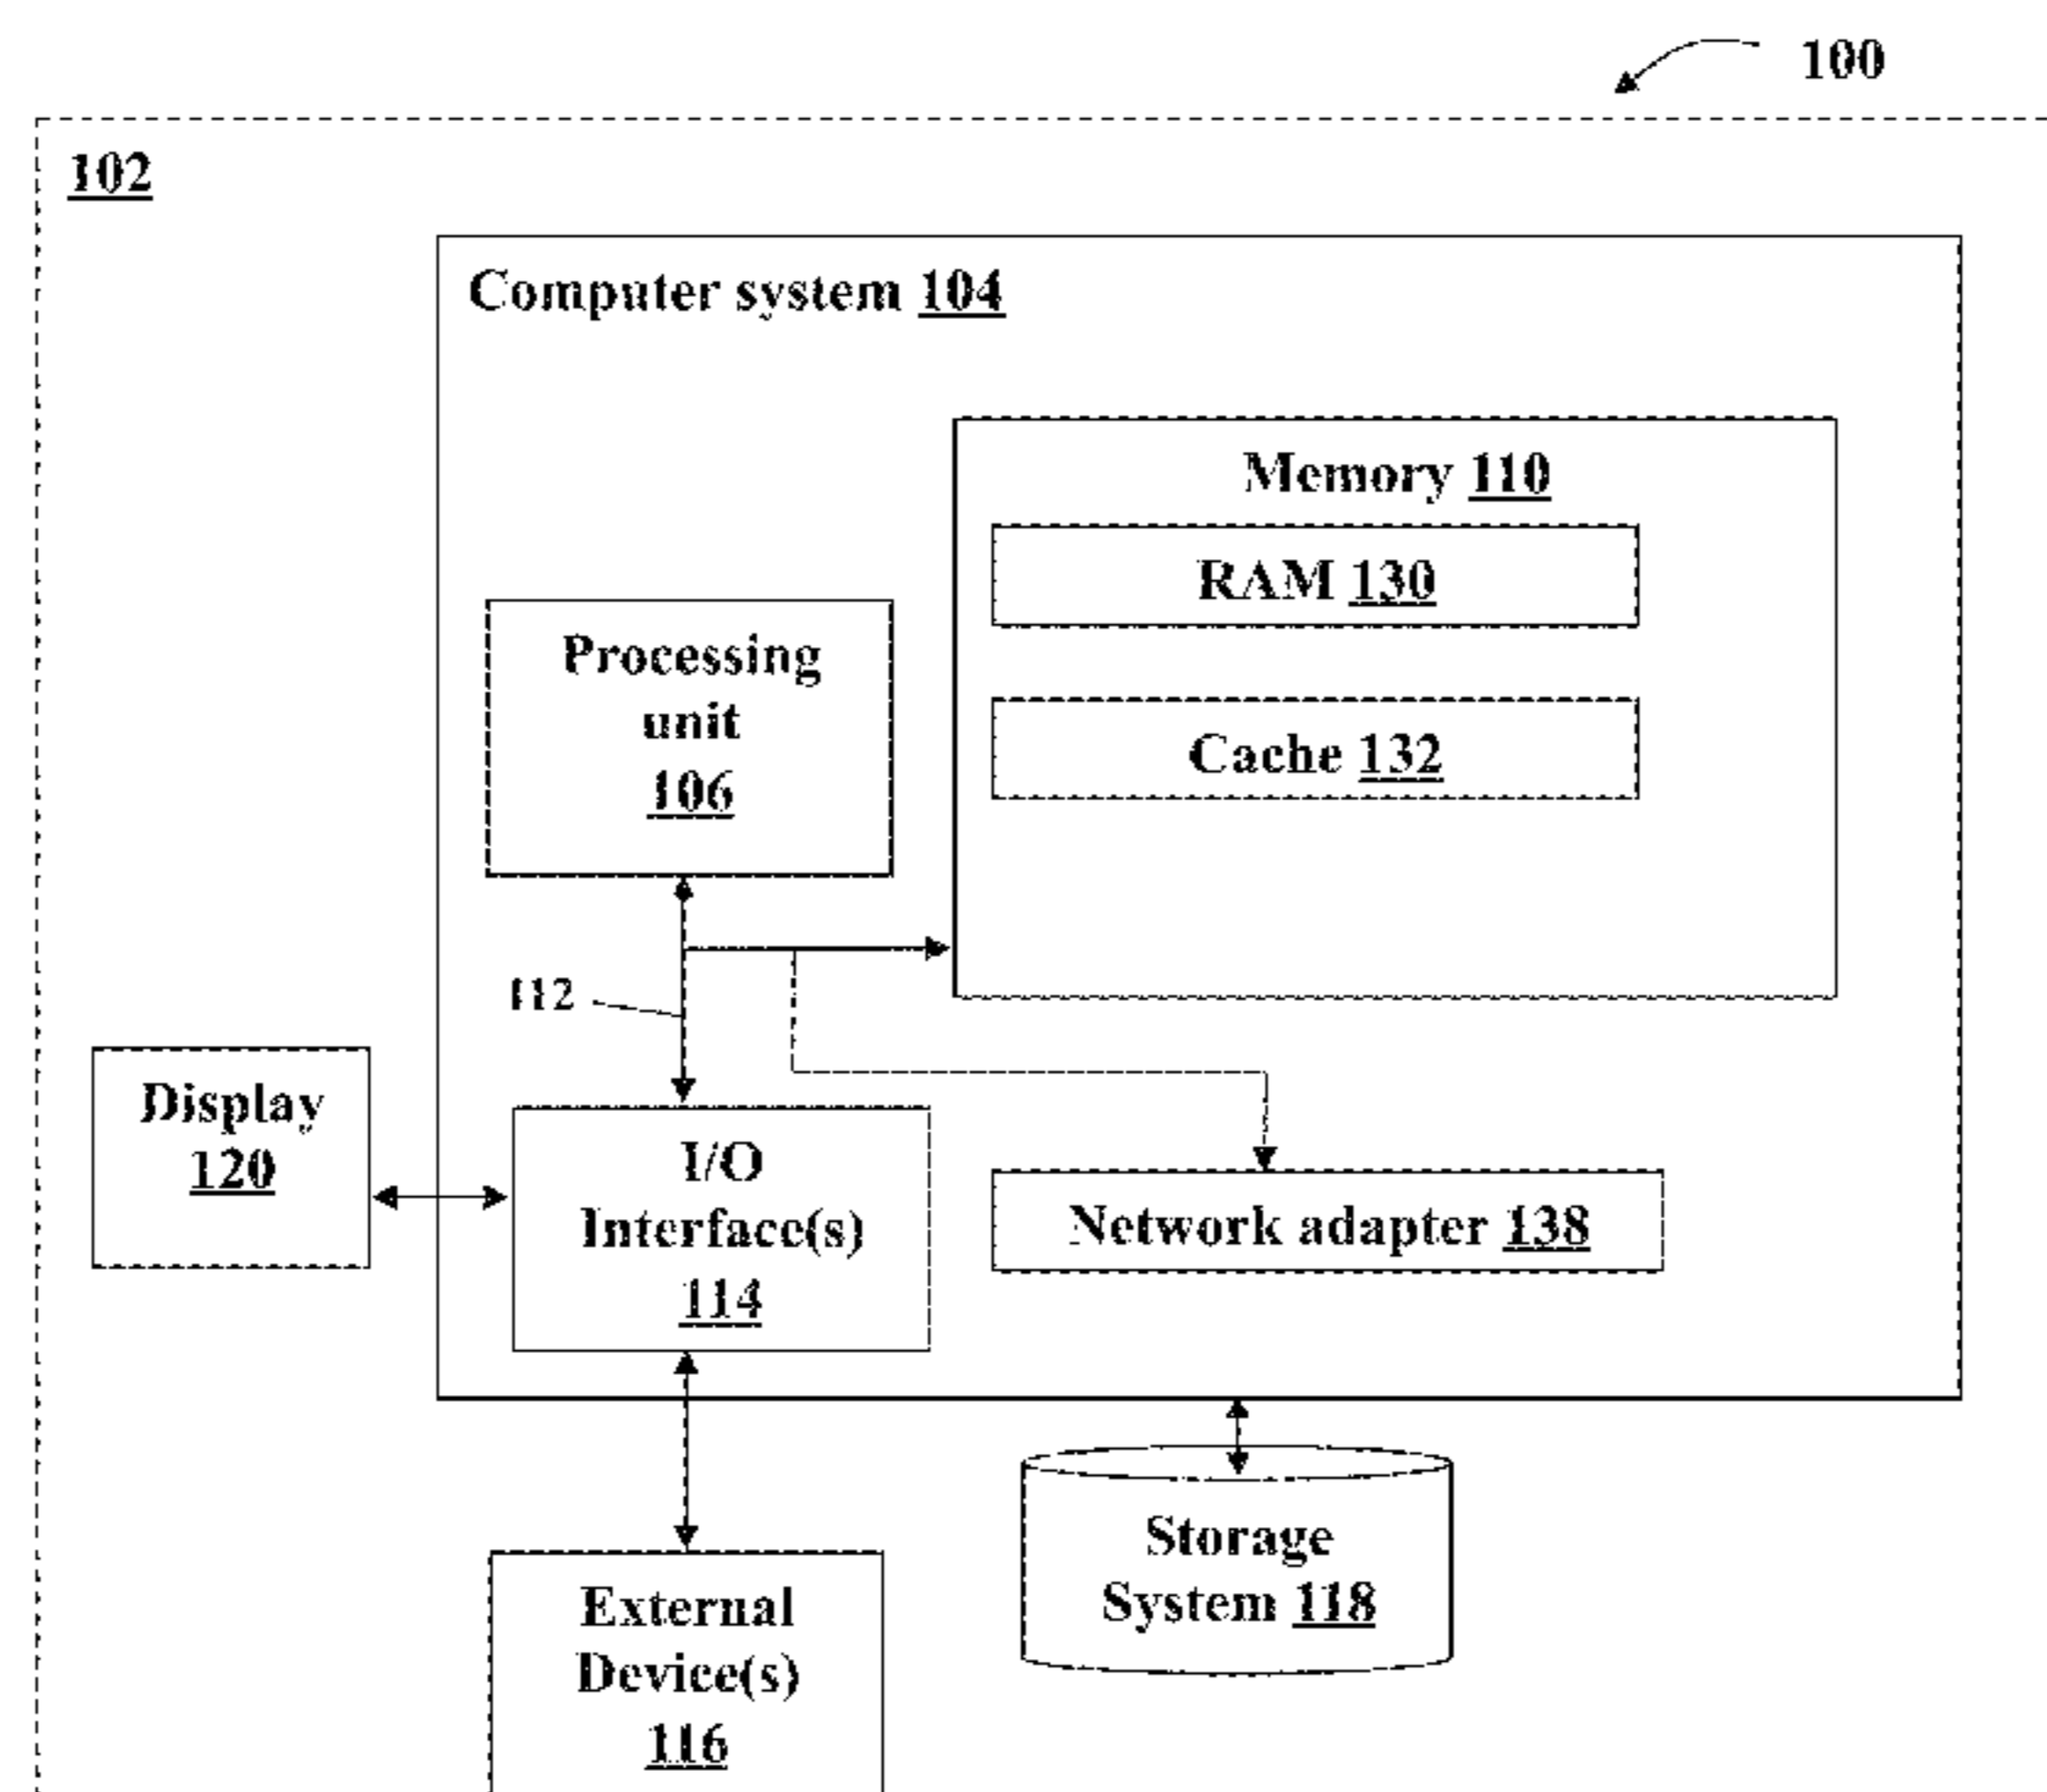 100
102
Computer system 104
Memory 110
RAM 130
Cache 132
Processing
unit
106
112
Display
120
I/O
Interface(s)
114
Network adapter 138
Storage
System 118
External
Device(s)
116